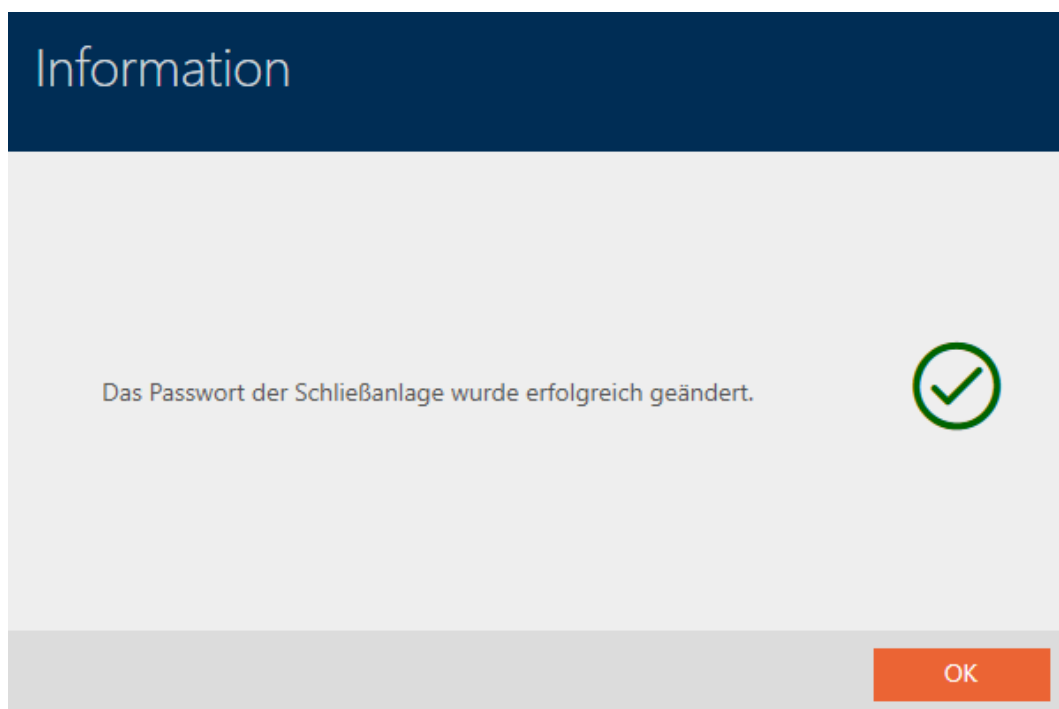 Information
Das Passwort der Schließanlage wurde erfolgreich geändert.
OK